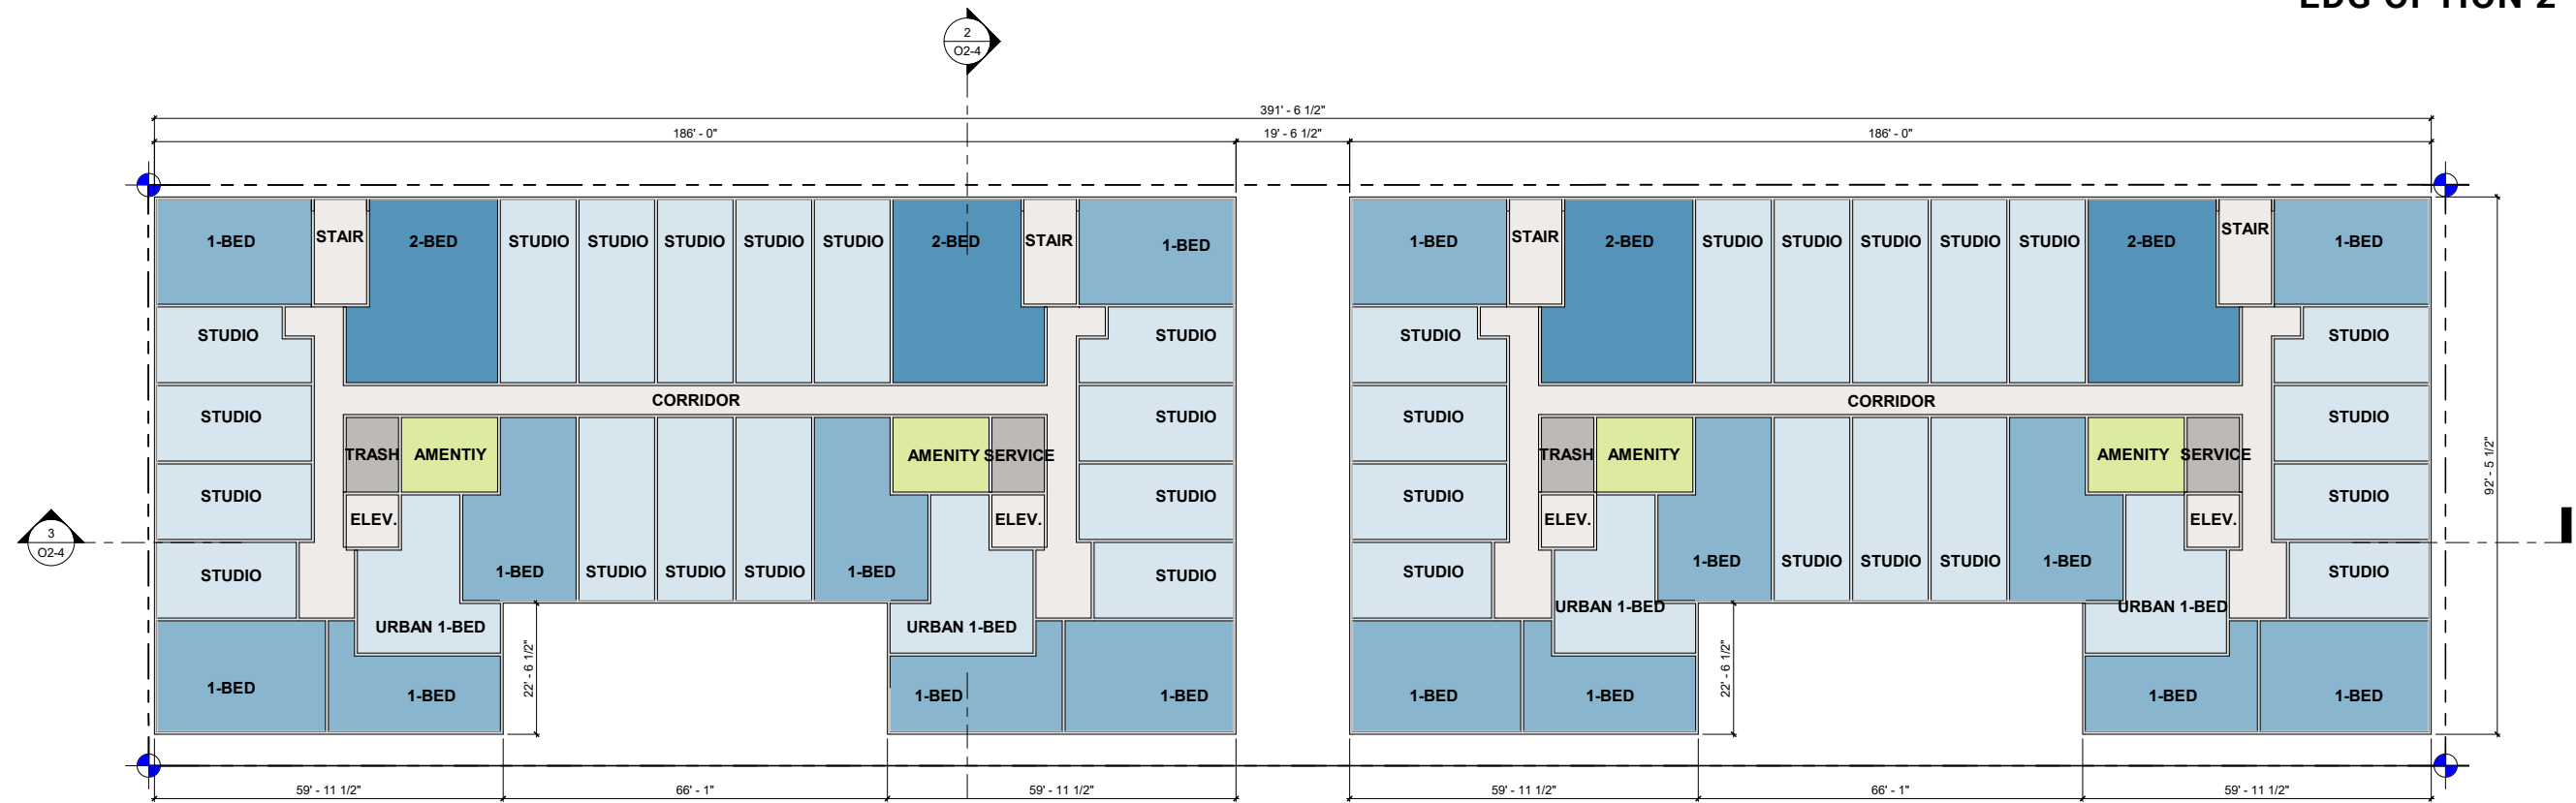 EDG OPTION 2
2
O2-4
391' - 6 1/2"
186' - 0"
19' - 6 1/2"
186' - 0"
1-BED
STAIR
2-BED
STUDIO
STUDIO
STUDIO
STUDIO
STUDIO
2-BED
STAIR
1-BED
1-BED
STAIR
2-BED
STUDIO
STUDIO
STUDIO
STUDIO
STUDIO
2-BED
STAIR
1-BED
STUDIO
STUDIO
STUDIO
STUDIO
CORRIDOR
CORRIDOR
STUDIO
STUDIO
STUDIO
STUDIO
TRASH
AMENTIY
AMENITY
SERVICE
TRASH
AMENITY
AMENITY
SERVICE
92' - 5 1/2"
STUDIO
STUDIO
STUDIO
STUDIO
ELEV.
ELEV.
ELEV.
ELEV.
3
O2-4
STUDIO
1-BED
STUDIO
STUDIO
STUDIO
1-BED
STUDIO
STUDIO
1-BED
STUDIO
STUDIO
STUDIO
1-BED
STUDIO
URBAN 1-BED
URBAN 1-BED
URBAN 1-BED
URBAN 1-BED
22' - 6 1/2"
22' - 6 1/2"
1-BED
1-BED
1-BED
1-BED
1-BED
1-BED
1-BED
1-BED
59' - 11 1/2"
66' - 1"
59' - 11 1/2"
59' - 11 1/2"
66' - 1"
59' - 11 1/2"